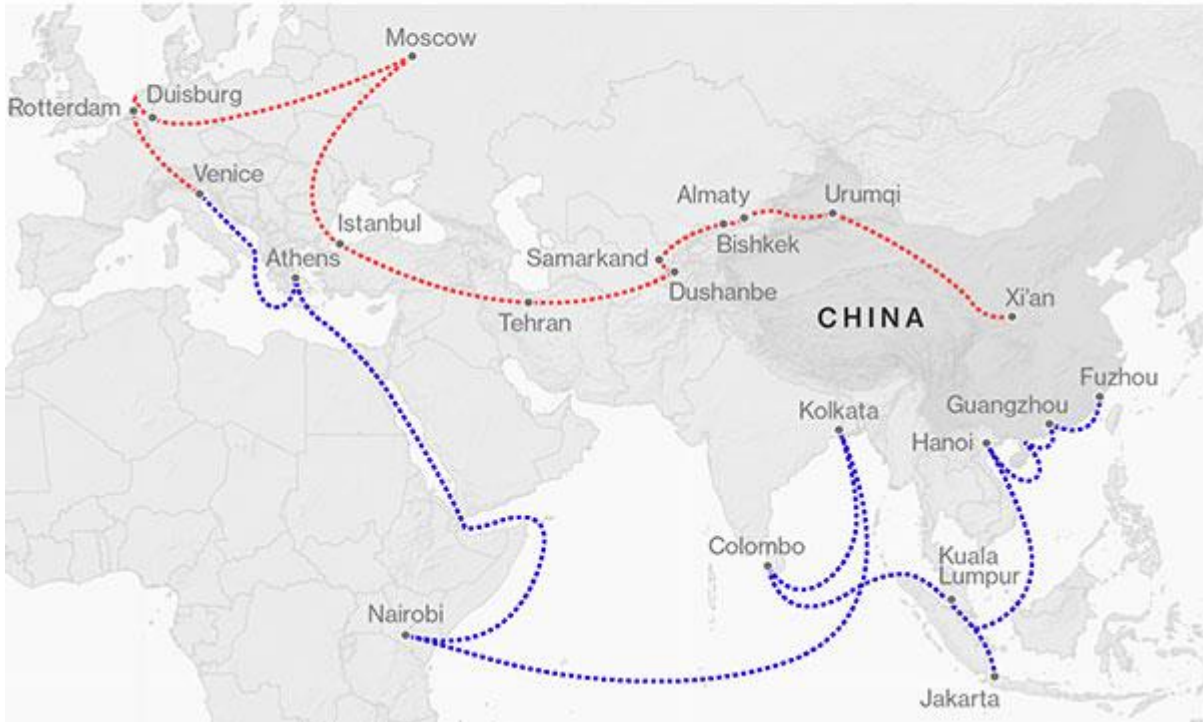 Moscow
Duisburg
Rotterdam
Venice
Almaty
Urumqi
Istanbul
Bishkek
Athens
Samarkand
Dushanbe
Xi'an
CHINA
Tehran
Fuzhou
Kolkata
Guangzhou
Hanoi
Colombo
Kuala
Lumpur
Nairobi
Jakarta